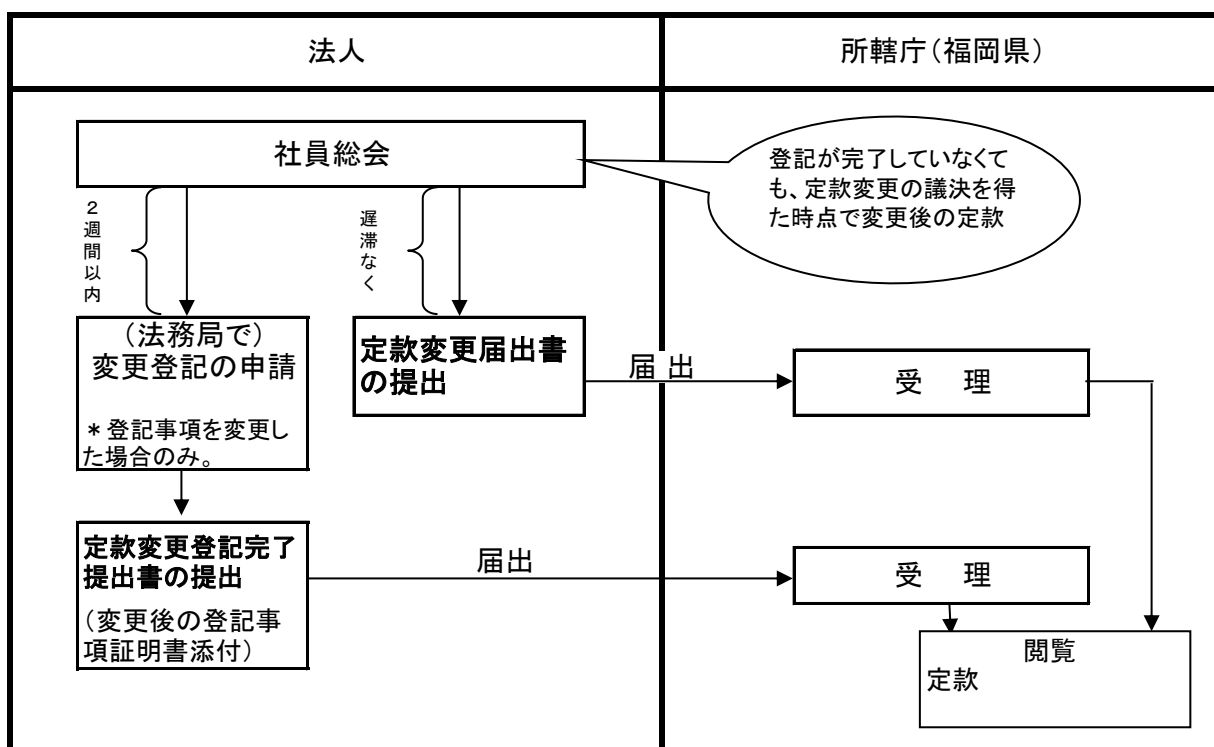 法人
所轄庁（福岡県）
社員総会
登記が完了していなくて
も、定款変更の議決を得
た時点で変更後の定款
２週間以内
遅滞なく
（法務局で）
変更登記の申請
＊登記事項を変更し
た場合のみ。
定款変更届出書
の提出
届 出
受 理
定款変更登記完了
提出書の提出
（変更後の登記事
項証明書添付）
届出
受 理
閲覧
定款